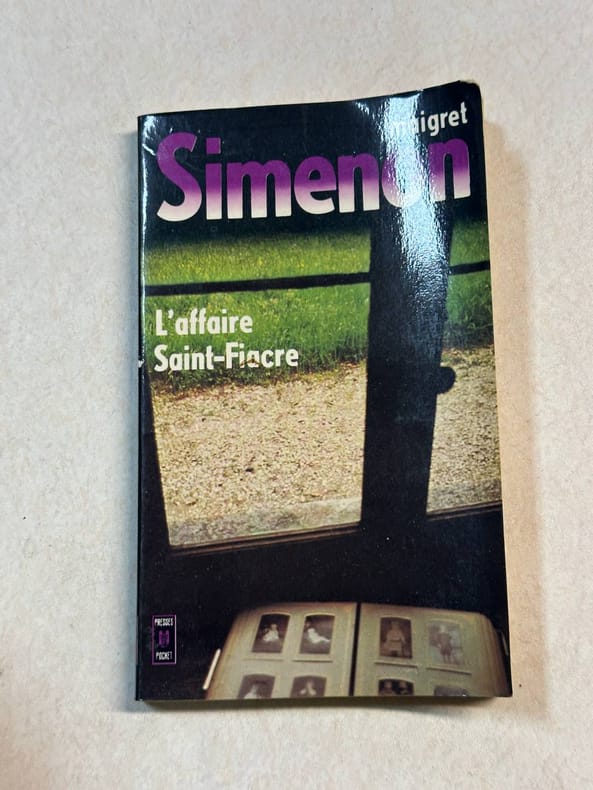 maigret
Simenon
L'affaire
Saint-Fiacre
PRESSES
POCKET